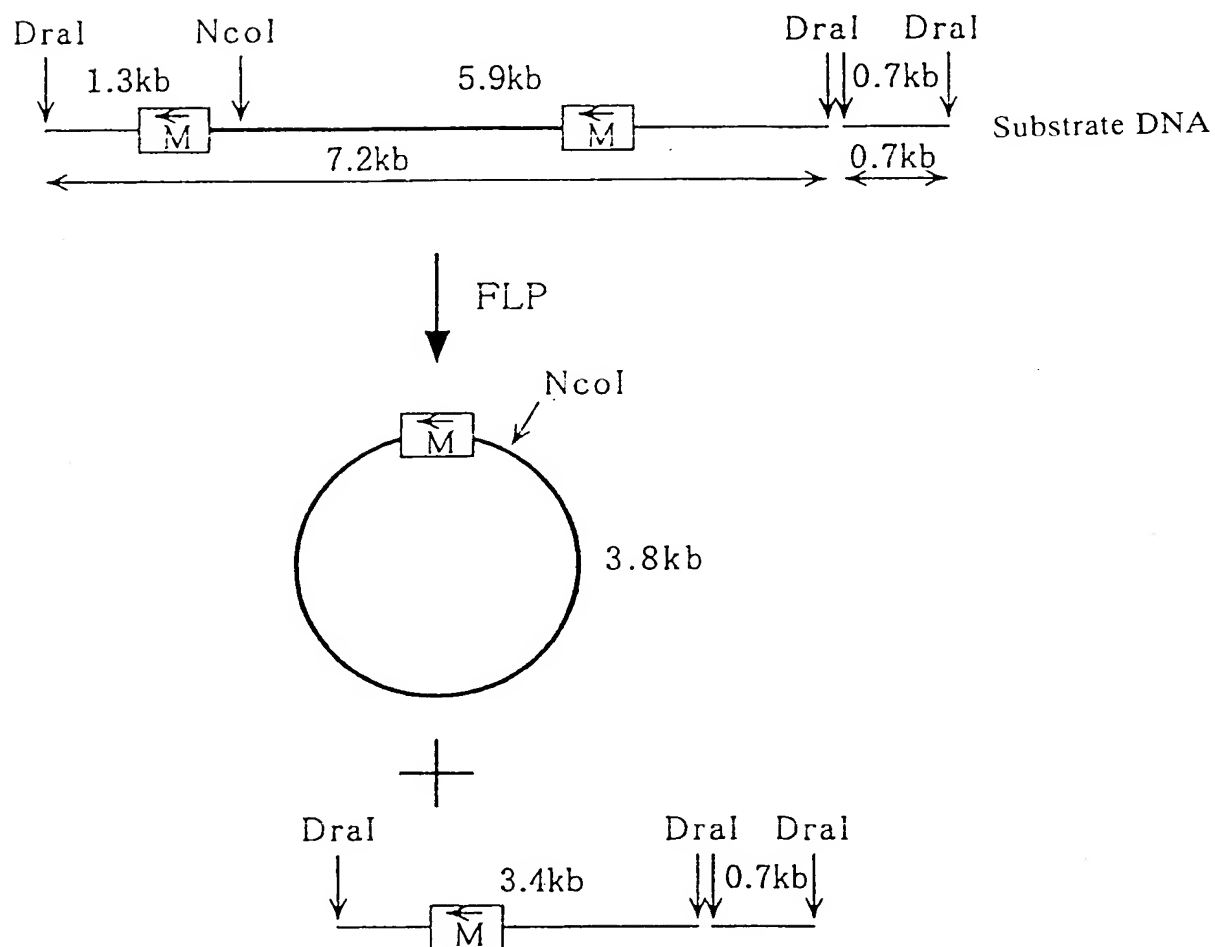 DraI NcoI DraI DraI
1.3kb 5.9kb 0.7kb
M M Substrate DNA
7.2kb 0.7kb
FLP
NcoI
M
3.8kb
+
DraI DraI DraI
3.4kb 0.7kb
M